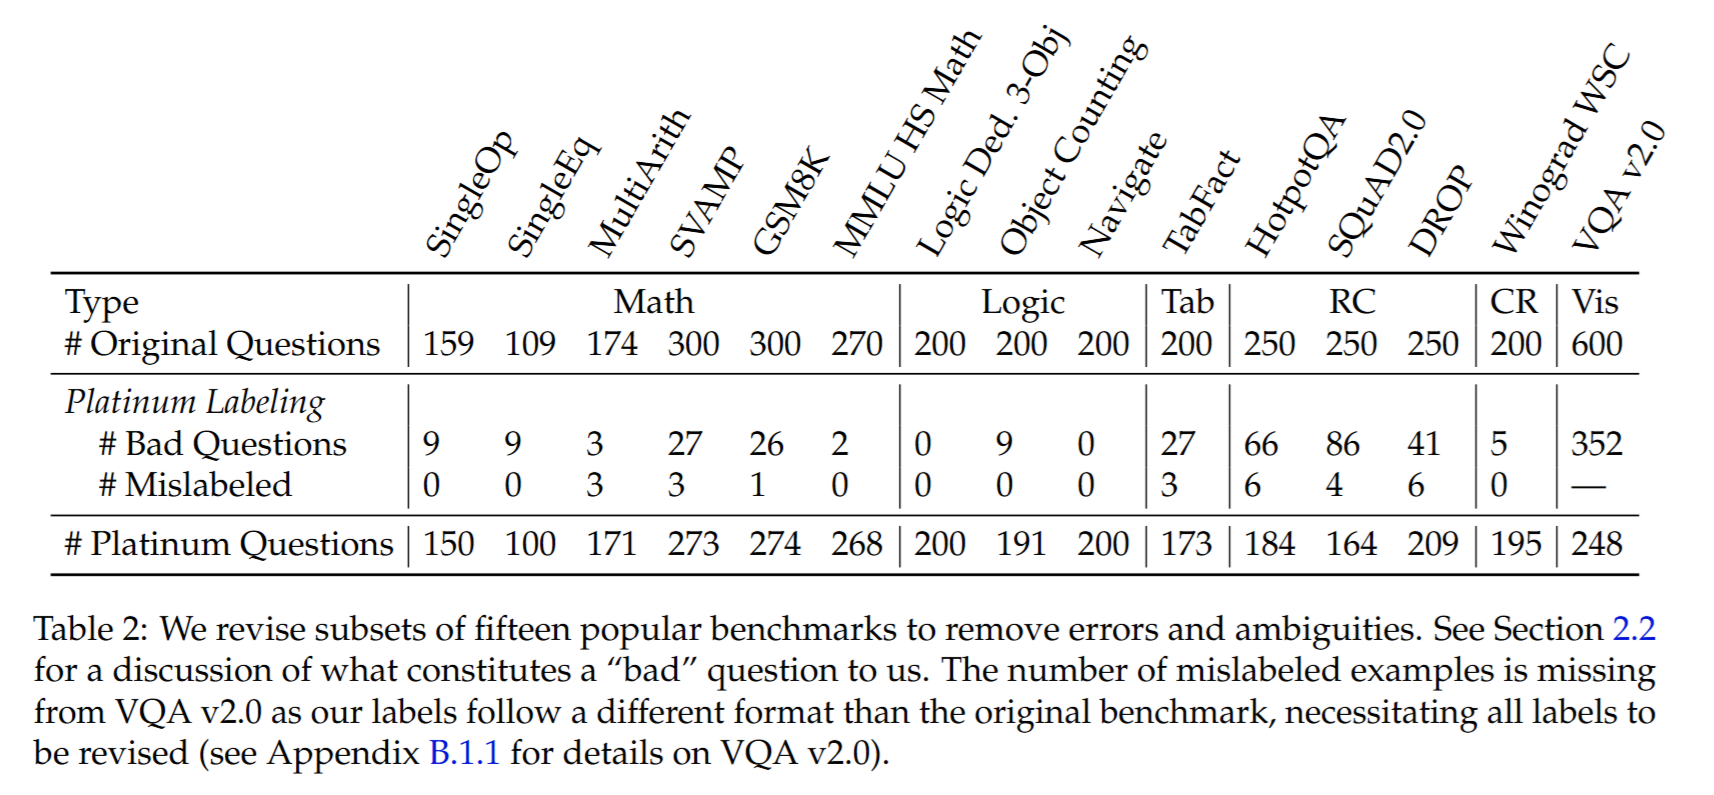 SingleOp SingleEq MultiArith SVAMP GSM8K MMLU HS Math Logic Ded. 3-Obj Object Counting Navigate TabFact HotpotQA SQuAD2.0 DROP Winograd WSC VQA v2.0
Type Math Logic Tab RC CR Vis
# Original Questions 159 109 174 300 300 270 200 200 200 200 250 250 250 200 600
Platinum Labeling
# Bad Questions 9 9 3 27 26 2 0 9 0 27 66 86 41 5 352
# Mislabeled 0 0 3 3 1 0 0 0 0 3 6 4 6 0 —
# Platinum Questions 150 100 171 273 274 268 200 191 200 173 184 164 209 195 248
Table 2: We revise subsets of fifteen popular benchmarks to remove errors and ambiguities. See Section 2.2
for a discussion of what constitutes a “bad” question to us. The number of mislabeled examples is missing
from VQA v2.0 as our labels follow a different format than the original benchmark, necessitating all labels to
be revised (see Appendix B.1.1 for details on VQA v2.0).